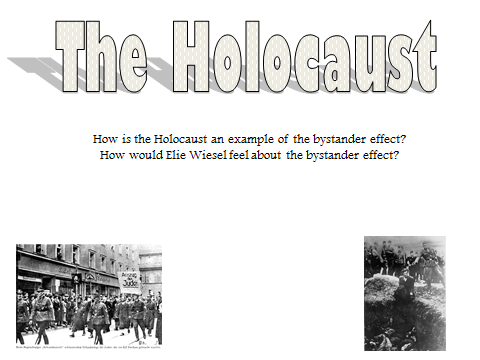 The Holocaust
How is the Holocaust an example of the bystander effect?
How would Elie Wiesel feel about the bystander effect?
Jude